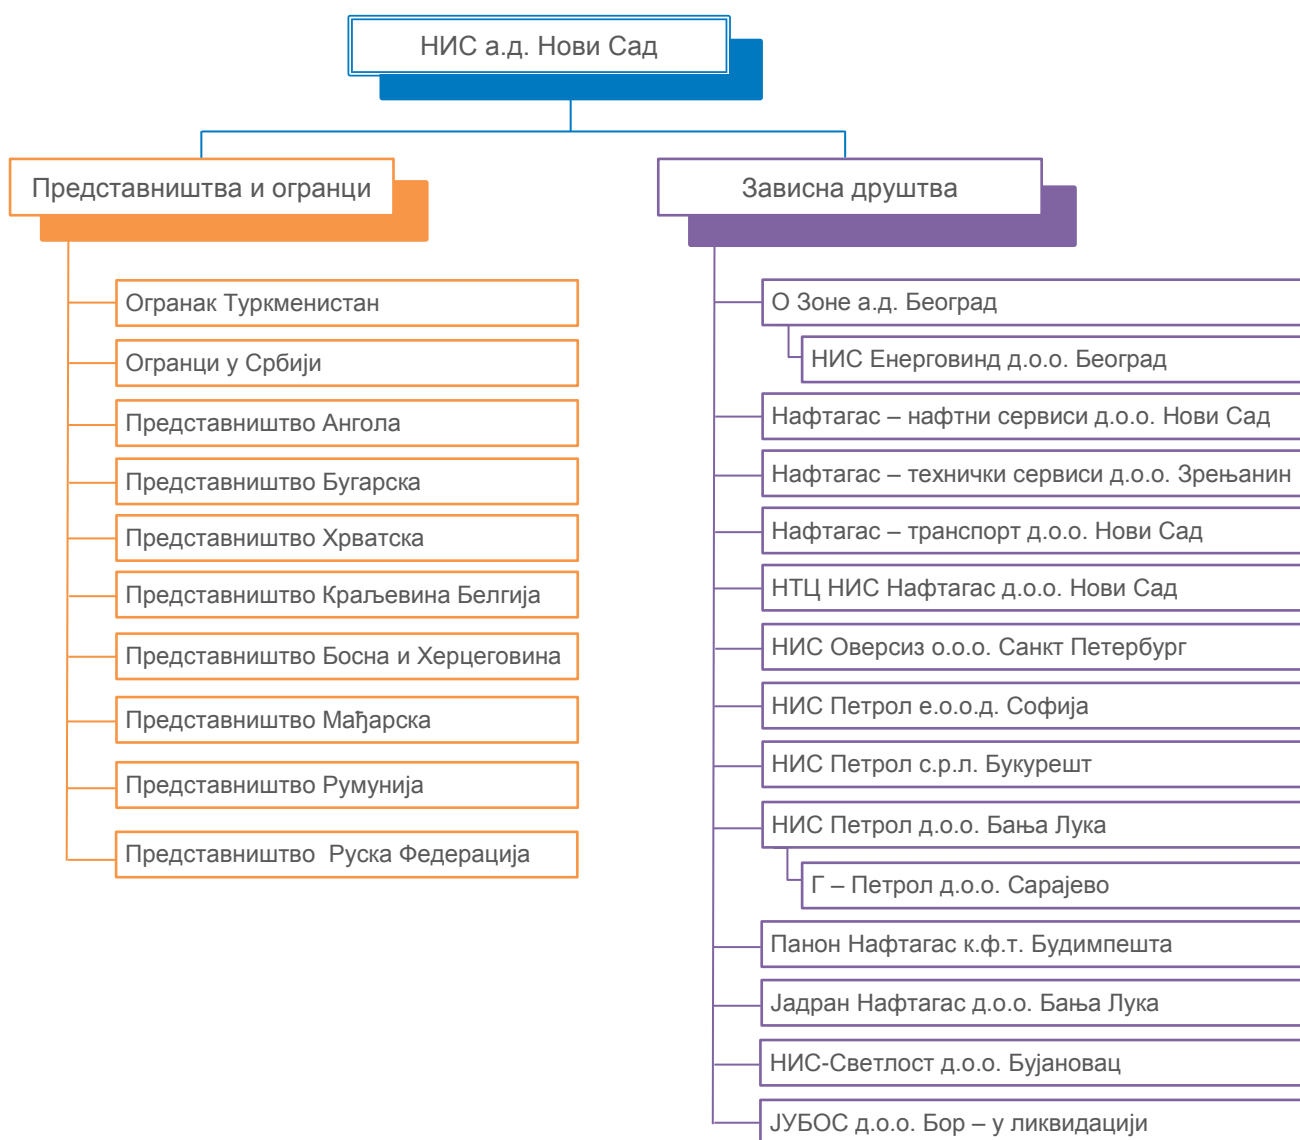 НИС а.д. Нови Сад
Представништва и огранци
Огранак Туркменистан
Огранци у Србији
Представништво Ангола
Представништво Бугарска
Представништво Хрватска
Представништво Краљевина Белгија
Представништво Босна и Херцеговина
Представништво Мађарска
Представништво Румунија
Представништво  Руска Федерација
Зависна друштва
О Зоне а.д. Београд
НИС Енерговинд д.о.о. Београд
Нафтагас – нафтни сервиси д.о.о. Нови Сад
Нафтагас – технички сервиси д.о.о. Зрењанин
Нафтагас – транспорт д.о.о. Нови Сад
НТЦ НИС Нафтагас д.о.о. Нови Сад
НИС Оверсиз о.о.о. Санкт Петербург
НИС Петрол е.о.о.д. Софија
НИС Петрол с.р.л. Букурешт
НИС Петрол д.о.о. Бања Лука
Г – Петрол д.о.о. Сарајево
Панон Нафтагас к.ф.т. Будимпешта
Јадран Нафтагас д.о.о. Бања Лука
НИС-Светлост д.о.о. Бујановац
ЈУБОС д.о.о. Бор – у ликвидацији